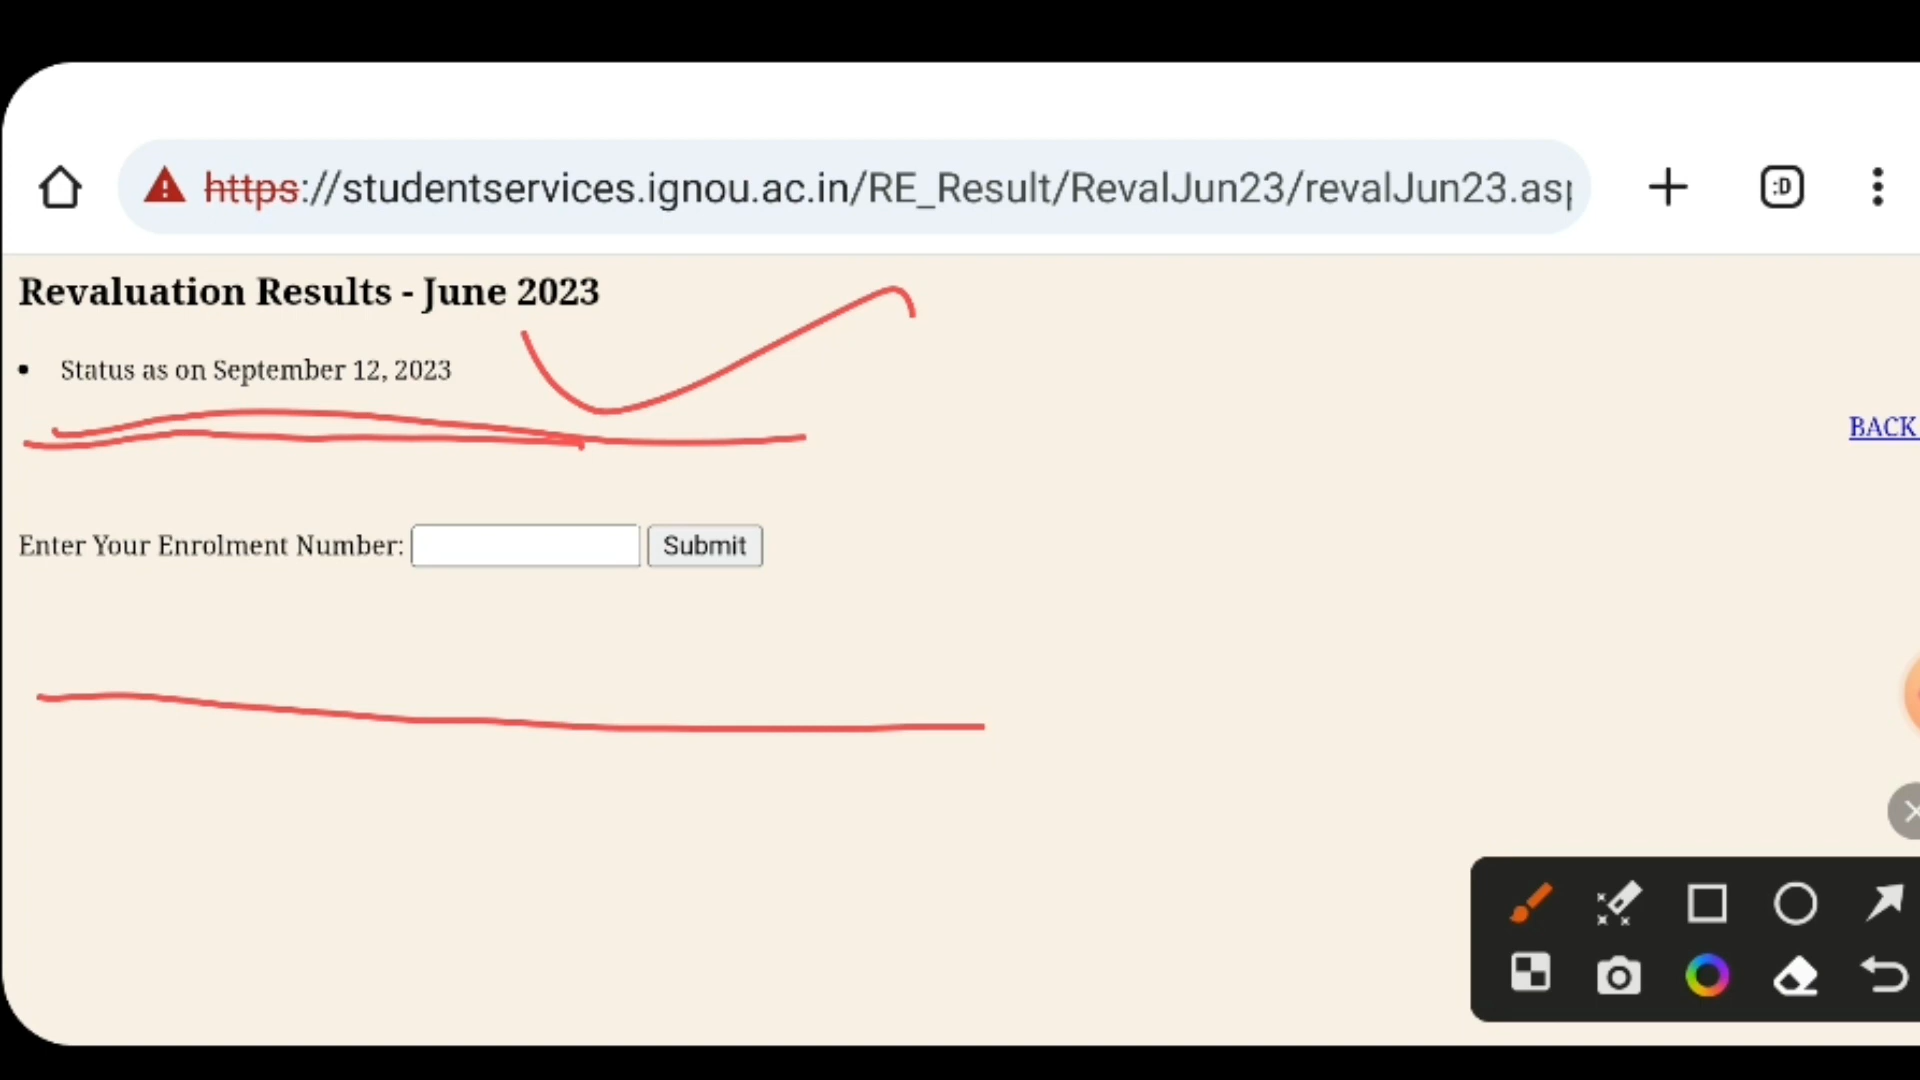 https://studentservices.ignou.ac.in/RE_Result/RevalJun23/revalJun23.asp
:D
Revaluation Results - June 2023
• Status as on September 12, 2023
BACK
Enter Your Enrolment Number:
Submit